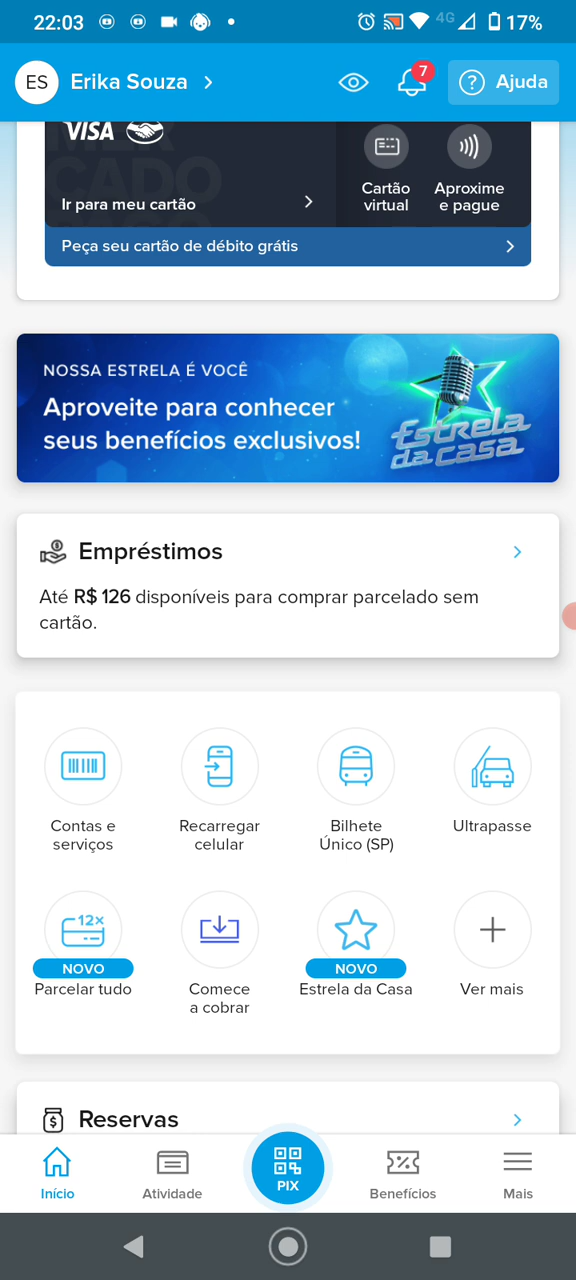 22:03
4G
17%
ES
Erika Souza
7
Ajuda
VISA
CADO
Ir para meu cartão
Cartão
virtual
Aproxime
e pague
Peça seu cartão de débito grátis
NOSSA ESTRELA É VOCÊ
Aproveite para conhecer
seus benefícios exclusivos!
Estrela
da casa
Empréstimos
Até R$ 126 disponíveis para comprar parcelado sem
cartão.
Contas e
serviços
Recarregar
celular
Bilhete
Único (SP)
Ultrapasse
12x
NOVO
Parcelar tudo
Comece
a cobrar
NOVO
Estrela da Casa
Ver mais
Reservas
Início
Atividade
PIX
Benefícios
Mais